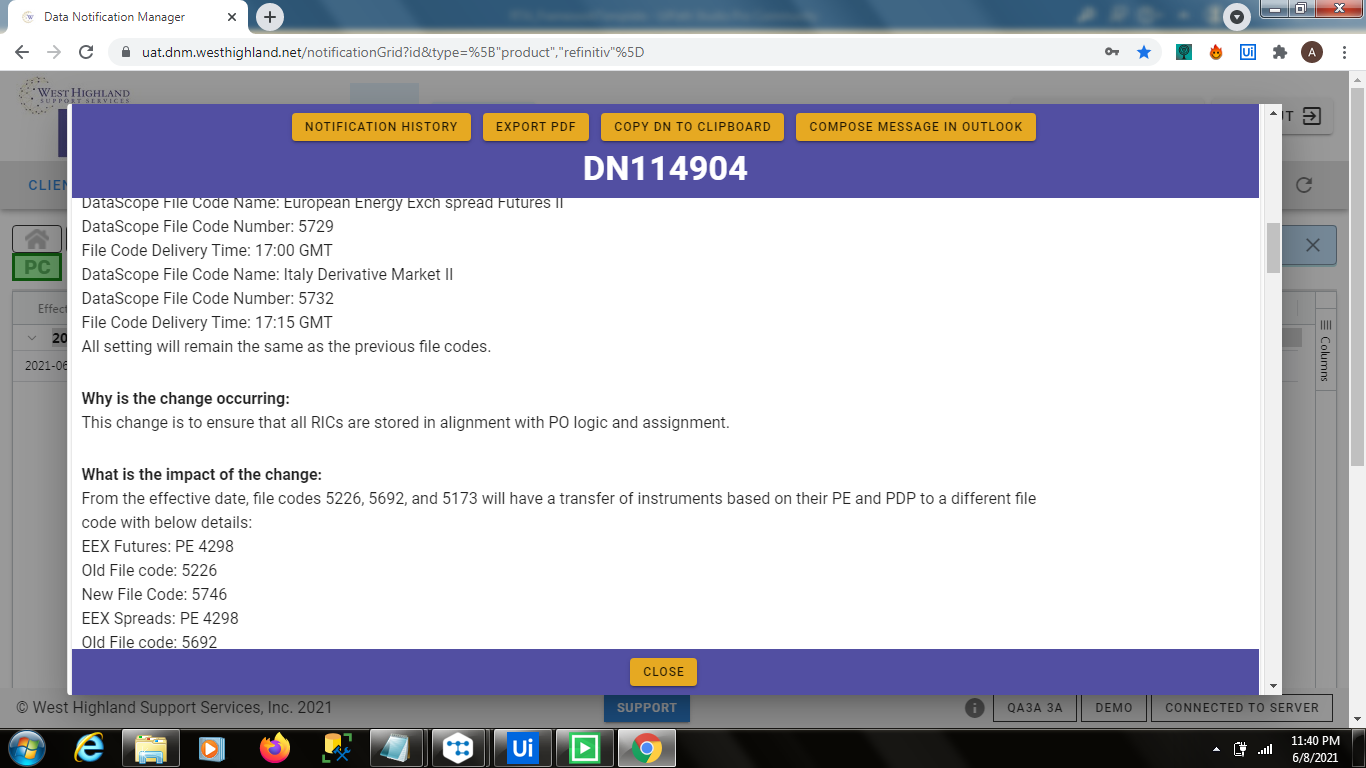 Data Notification Manager
uat.dnm.westhighland.net/notificationGrid?id&type=%5B"product","refinitiv"%5D
Ui
A
WEST HIGHLAND
SUPPORT SERVICES
NOTIFICATION HISTORY
EXPORT PDF
COPY DN TO CLIPBOARD
COMPOSE MESSAGE IN OUTLOOK
DN114904
CLIEN
PC
Effect
20
2021-06
Columns
DataScope File Code Name: European Energy Exch spread Futures II
DataScope File Code Number: 5729
File Code Delivery Time: 17:00 GMT
DataScope File Code Name: Italy Derivative Market II
DataScope File Code Number: 5732
File Code Delivery Time: 17:15 GMT
All setting will remain the same as the previous file codes.
Why is the change occurring:
This change is to ensure that all RICs are stored in alignment with PO logic and assignment.
What is the impact of the change:
From the effective date, file codes 5226, 5692, and 5173 will have a transfer of instruments based on their PE and PDP to a different file
code with below details:
EEX Futures: PE 4298
Old File code: 5226
New File Code: 5746
EEX Spreads: PE 4298
Old File code: 5692
CLOSE
© West Highland Support Services, Inc. 2021
SUPPORT
QA3A 3A
DEMO
CONNECTED TO SERVER
Ui
11:40 PM
6/8/2021